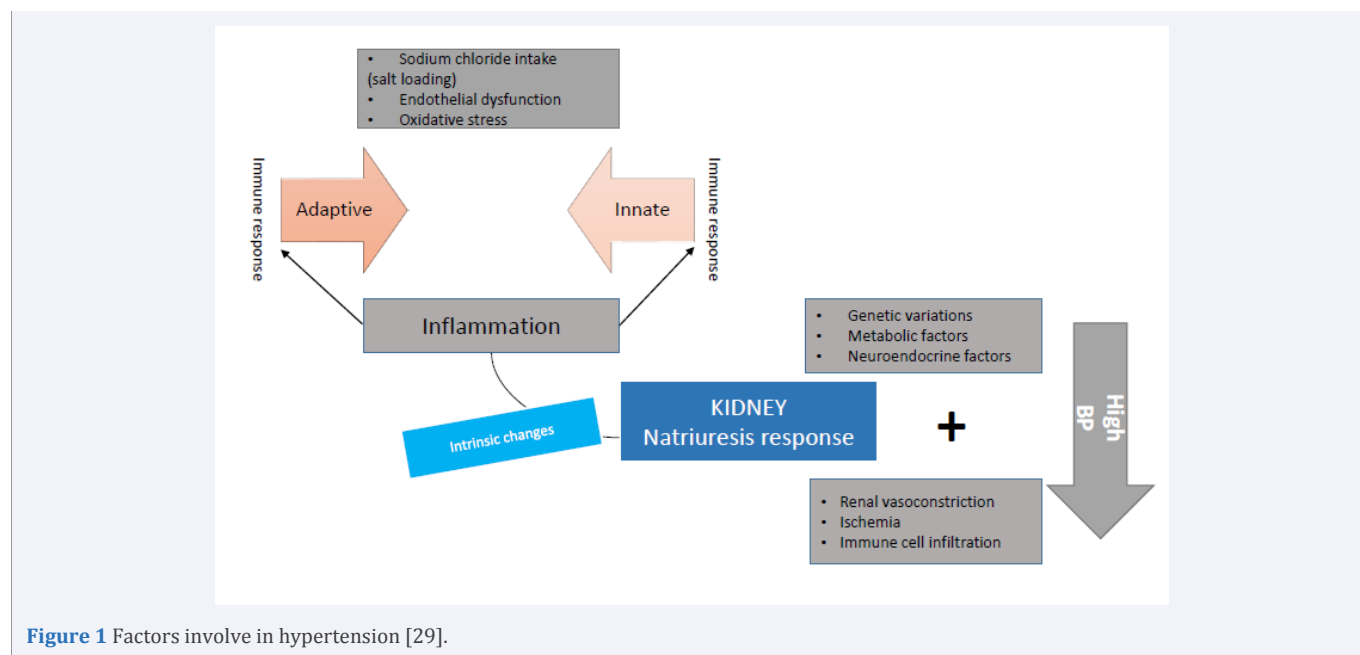 • Sodium chloride intake
(salt loading)
• Endothelial dysfunction
• Oxidative stress
Immune response
Adaptive
Innate
Immune response
Inflammation
• Genetic variations
• Metabolic factors
• Neuroendocrine factors
High
BP
Intrinsic changes
KIDNEY
Natriuresis response
+
• Renal vasoconstriction
• Ischemia
• Immune cell infiltration
Figure 1 Factors involve in hypertension [29].